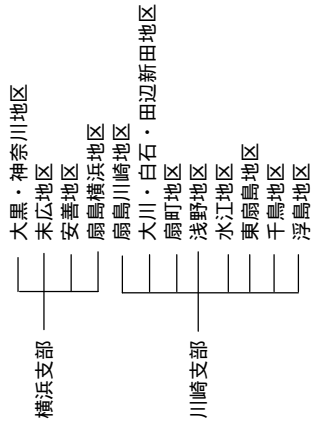 横浜支部
大黒・神奈川地区
末広地区
安善地区
扇島横浜地区
川崎支部
扇島川崎地区
大川・白石・田辺新田地区
扇町地区
浅野地区
水江地区
東扇島地区
千鳥地区
浮島地区